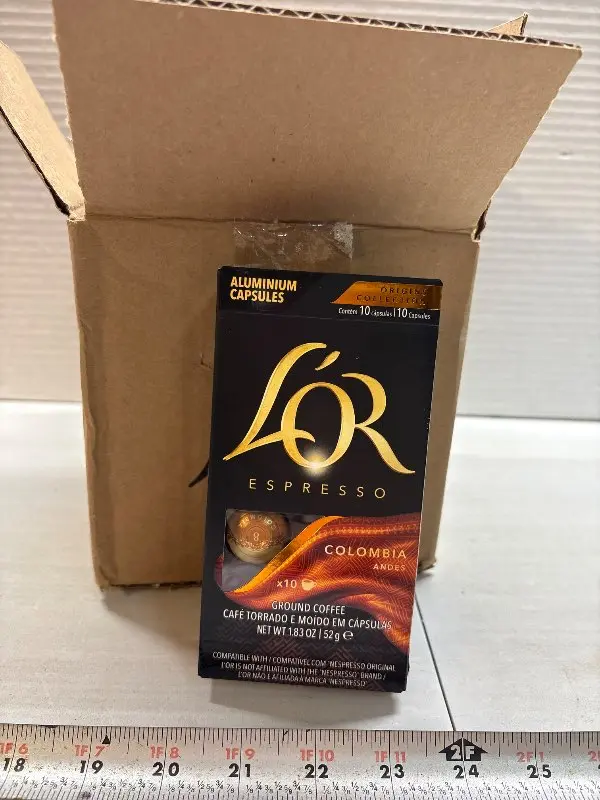 ALUMINIUM
CAPSULES
ORIGINS
COLLECTION
Contém 10 Cápsulas | 10 Capsules
L'OR
ESPRESSO
8
COLOMBIA
ANDES
x10
GROUND COFFEE
CAFÉ TORRADO E MOÍDO EM CÁPSULAS
NET WT 1.83 OZ | 52g e
COMPATIBLE WITH / COMPATÍVEL COM 'NESPRESSO ORIGINAL
L'OR IS NOT AFFILIATED WITH THE 'NESPRESSO' BRAND /
L'OR NÃO É AFILIADA À MARCA 'NESPRESSO'
1F6 1F7 1F8 1F9 1F10 1F11 2F
18 19 20 21 22 23 24 25